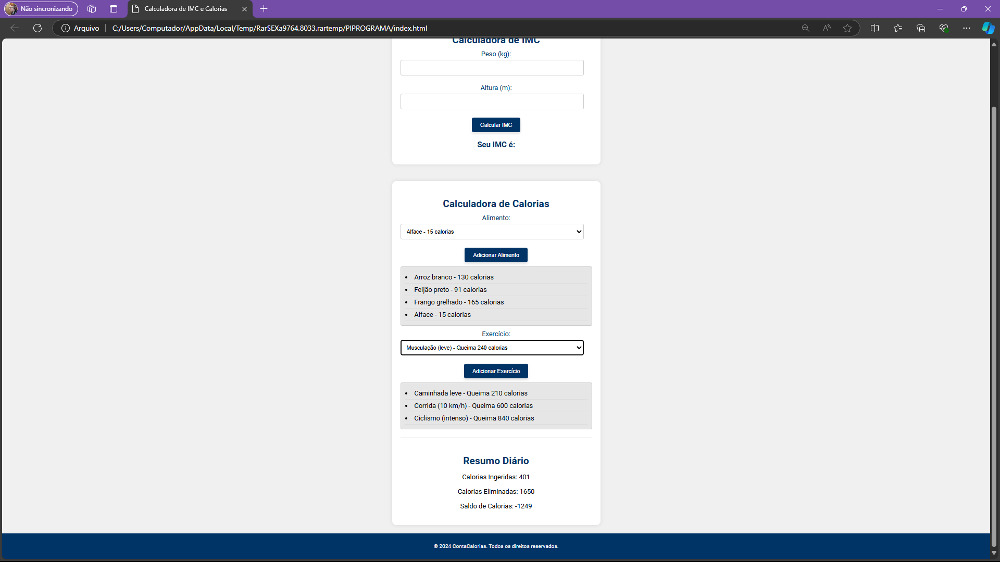 Não sincronizando
Calculadora de IMC e Calorias
Arquivo
C:/Users/Computador/AppData/Local/Temp/Rar$EXa9764.8033.rartemp/PIPROGRAMA/index.html
Calculadora de IMC
Peso (kg):
Altura (m):
Calcular IMC
Seu IMC é:
Calculadora de Calorias
Alimento:
Alface - 15 calorias
Adicionar Alimento
• Arroz branco - 130 calorias
• Feijão preto - 91 calorias
• Frango grelhado - 165 calorias
• Alface - 15 calorias
Exercício:
Musculação (leve) - Queima 240 calorias
Adicionar Exercício
• Caminhada leve - Queima 210 calorias
• Corrida (10 km/h) - Queima 600 calorias
• Ciclismo (intenso) - Queima 840 calorias
Resumo Diário
Calorias Ingeridas: 401
Calorias Eliminadas: 1650
Saldo de Calorias: -1249
© 2024 ContaCalorias. Todos os direitos reservados.